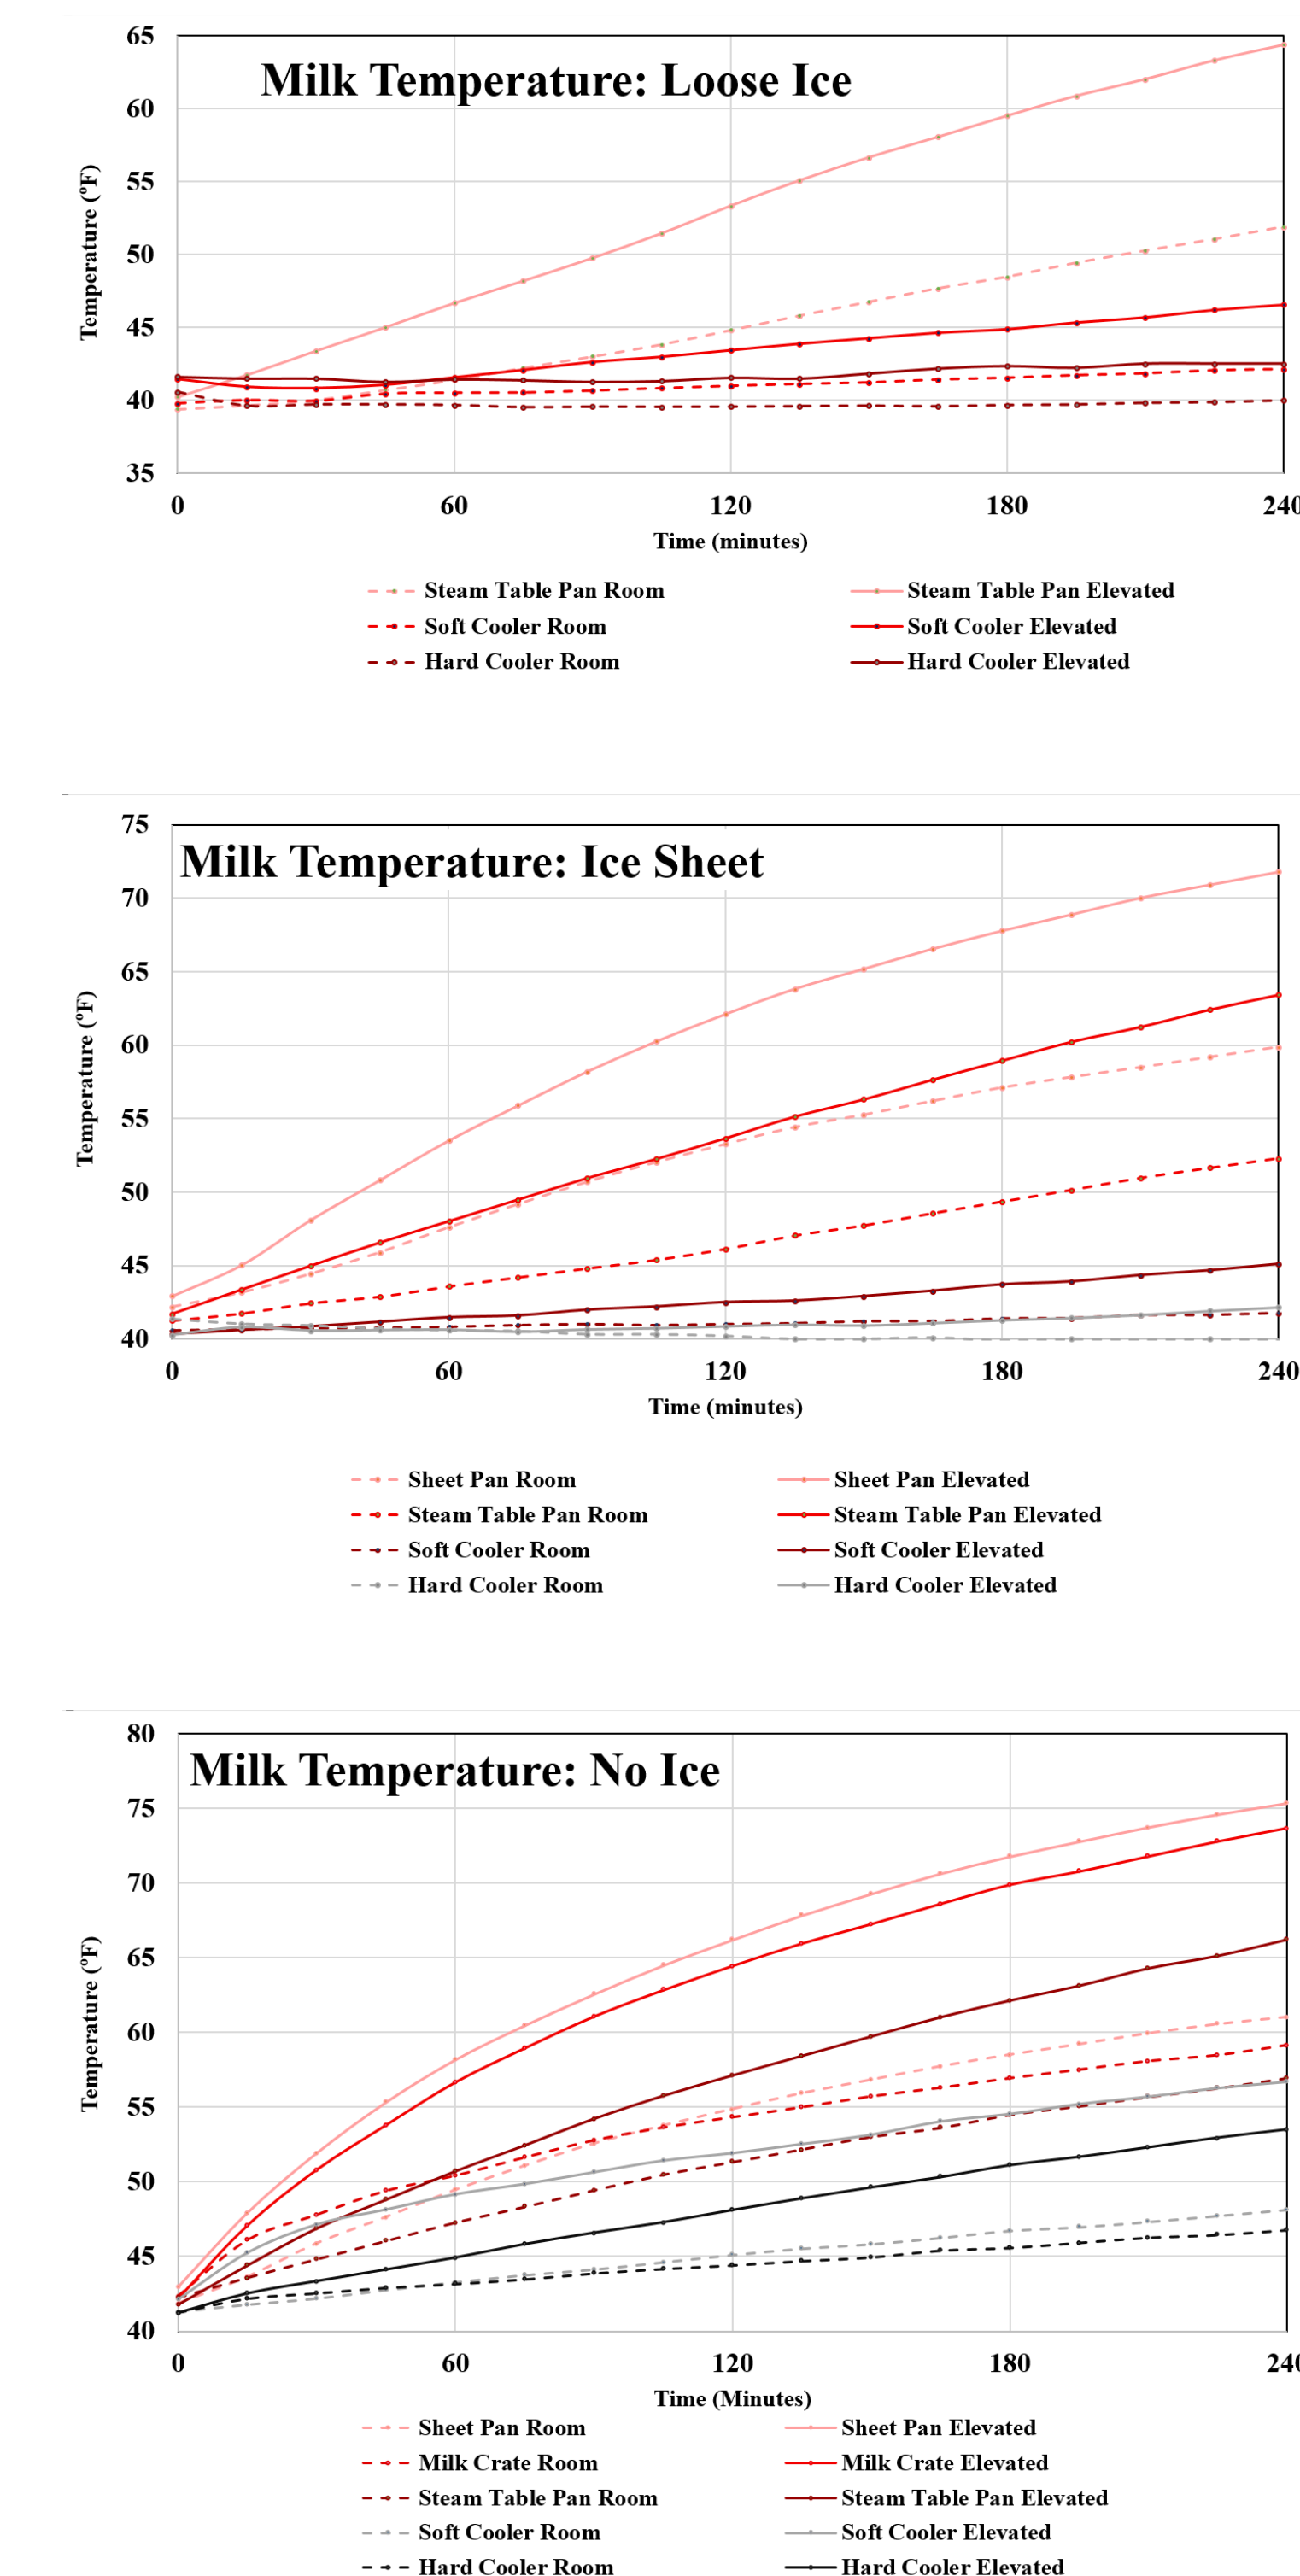 Milk Temperature: Loose Ice
65
60
55
50
45
40
35
Temperature (ºF)
0 60 120 180 240
Time (minutes)
Steam Table Pan Room Steam Table Pan Elevated
Soft Cooler Room Soft Cooler Elevated
Hard Cooler Room Hard Cooler Elevated
Milk Temperature: Ice Sheet
75
70
65
60
55
50
45
40
Temperature (ºF)
0 60 120 180 240
Time (minutes)
Sheet Pan Room Sheet Pan Elevated
Steam Table Pan Room Steam Table Pan Elevated
Soft Cooler Room Soft Cooler Elevated
Hard Cooler Room Hard Cooler Elevated
Milk Temperature: No Ice
80
75
70
65
60
55
50
45
40
Temperature (ºF)
0 60 120 180 240
Time (Minutes)
Sheet Pan Room Sheet Pan Elevated
Milk Crate Room Milk Crate Elevated
Steam Table Pan Room Steam Table Pan Elevated
Soft Cooler Room Soft Cooler Elevated
Hard Cooler Room Hard Cooler Elevated